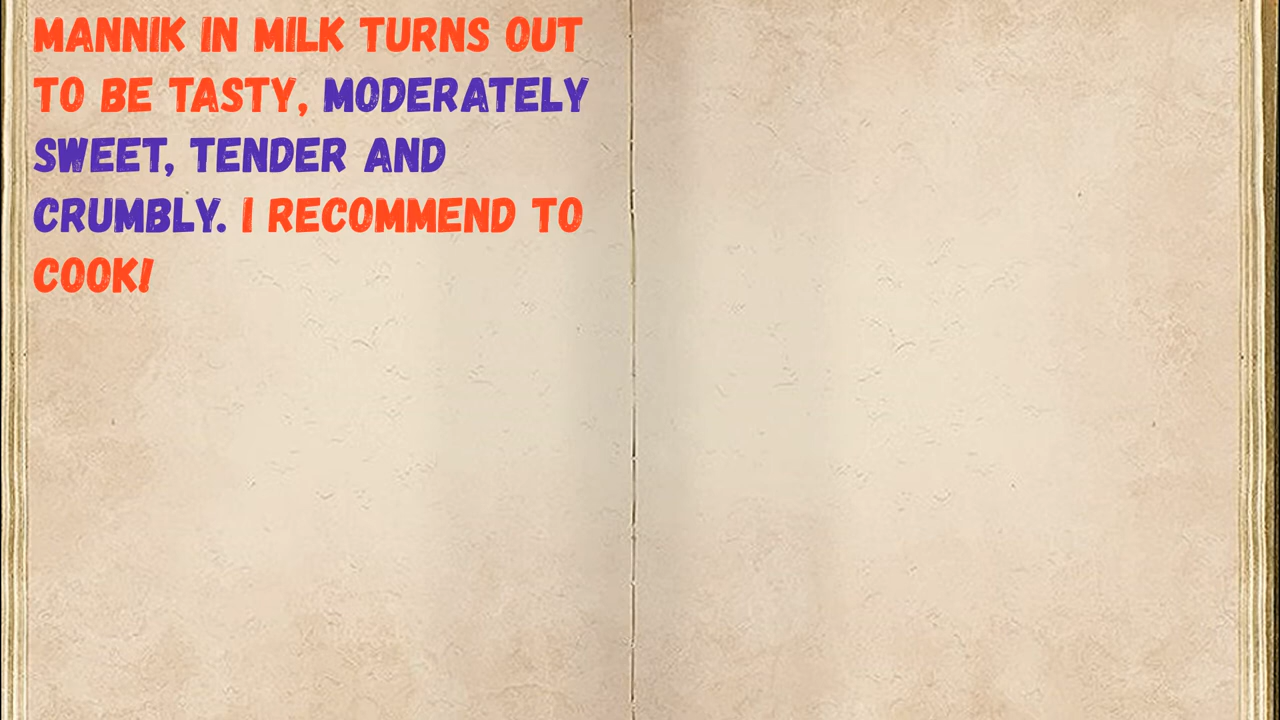 MANNIK IN MILK TURNS OUT
TO BE TASTY, MODERATELY
SWEET, TENDER AND
CRUMBLY. I RECOMMEND TO
COOK!